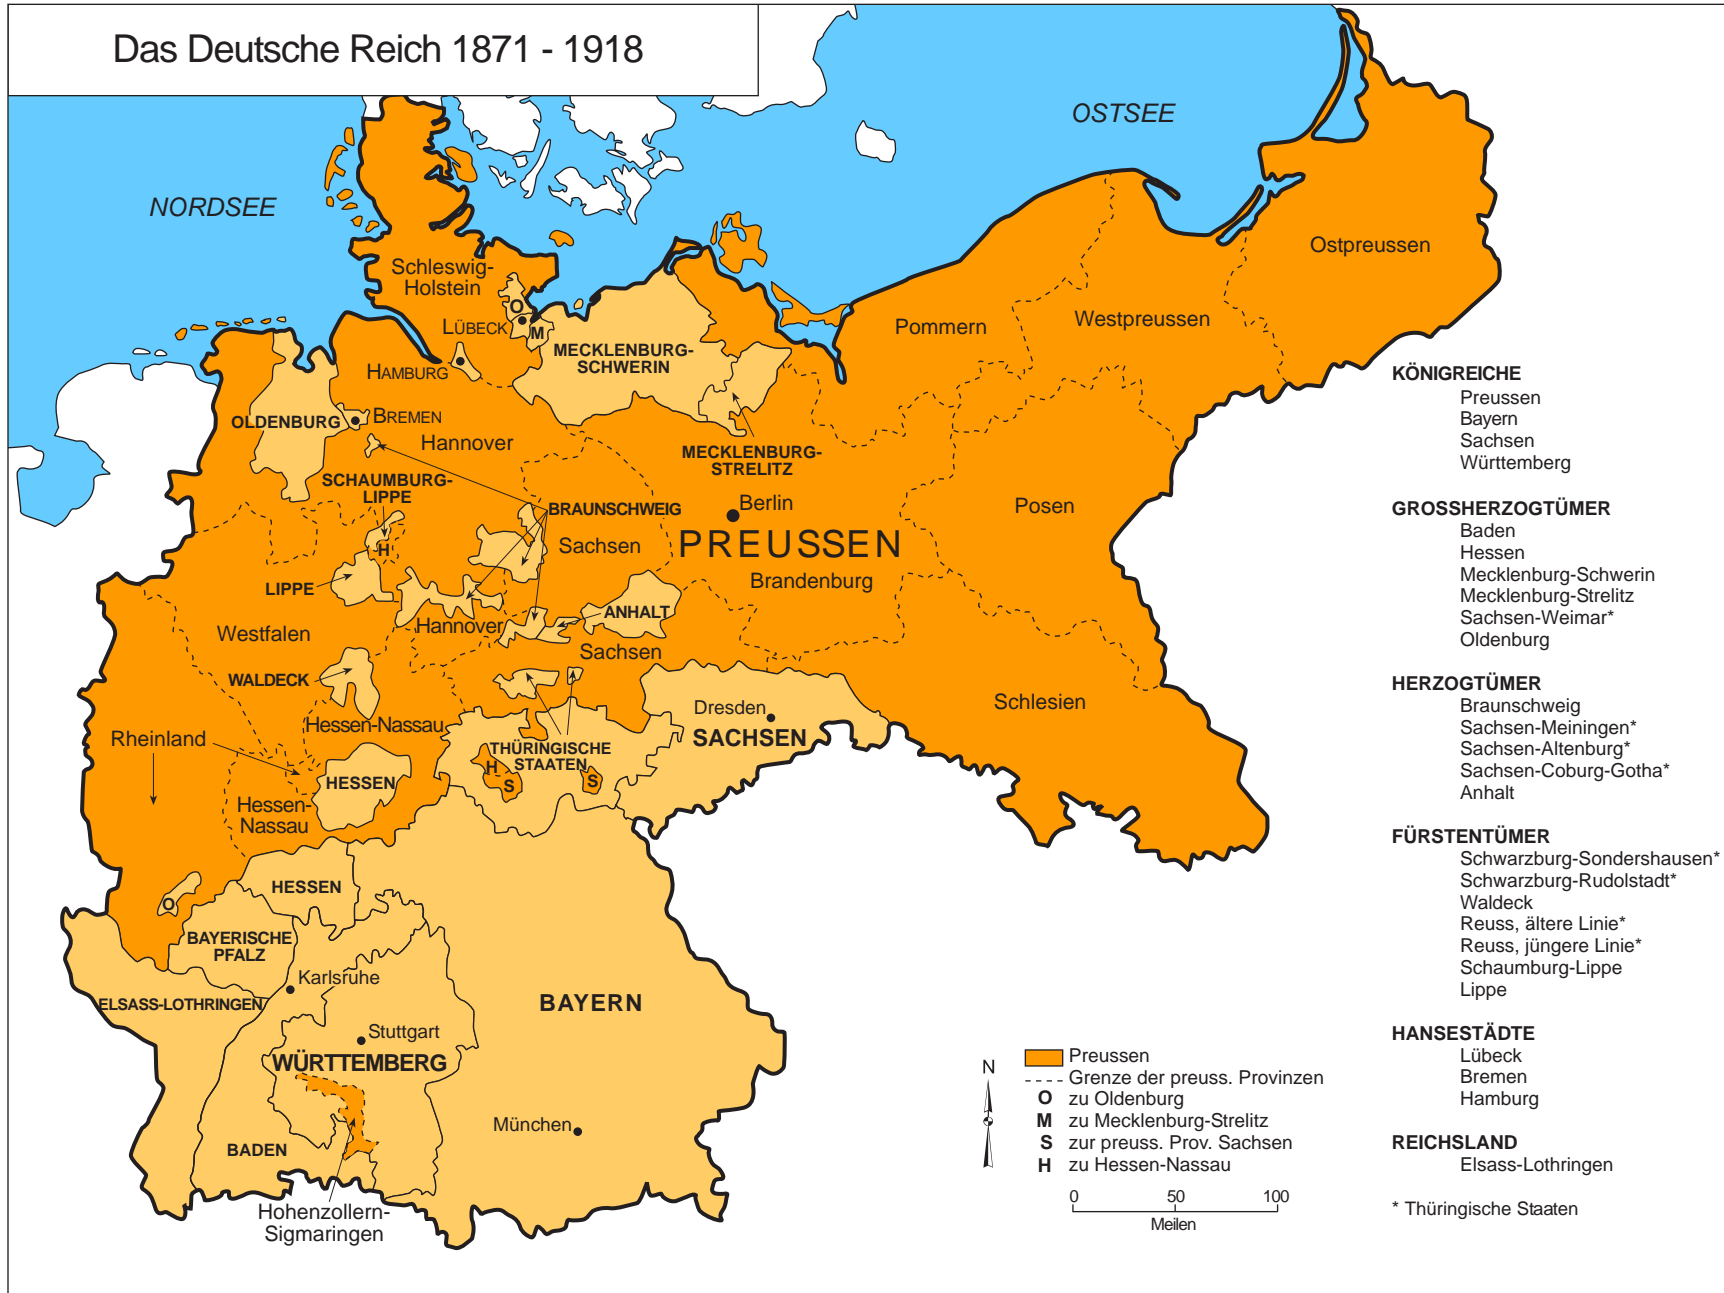 Das Deutsche Reich 1871 - 1918
OSTSEE
NORDSEE
Ostpreussen
Schleswig-
Holstein
O
LÜBECK
M
Pommern
Westpreussen
MECKLENBURG-
SCHWERIN
HAMBURG
OLDENBURG
BREMEN
Hannover
MECKLENBURG-
STRELITZ
SCHAUMBURG-
LIPPE
BRAUNSCHWEIG
Berlin
Posen
H
Sachsen
PREUSSEN
LIPPE
Brandenburg
ANHALT
Westfalen
Hannover
Sachsen
WALDECK
Hessen-Nassau
Dresden
SACHSEN
Schlesien
Rheinland
THÜRINGISCHE
STAATEN
H
S
S
HESSEN
Hessen-
Nassau
HESSEN
O
BAYERISCHE
PFALZ
Karlsruhe
ELSASS-LOTHRINGEN
BAYERN
Stuttgart
WÜRTTEMBERG
München
BADEN
Hohenzollern-
Sigmaringen
KÖNIGREICHE
Preussen
Bayern
Sachsen
Württemberg
GROSSHERZOGTÜMER
Baden
Hessen
Mecklenburg-Schwerin
Mecklenburg-Strelitz
Sachsen-Weimar*
Oldenburg
HERZOGTÜMER
Braunschweig
Sachsen-Meiningen*
Sachsen-Altenburg*
Sachsen-Coburg-Gotha*
Anhalt
FÜRSTENTÜMER
Schwarzburg-Sondershausen*
Schwarzburg-Rudolstadt*
Waldeck
Reuss, ältere Linie*
Reuss, jüngere Linie*
Schaumburg-Lippe
Lippe
HANSESTÄDTE
Lübeck
Bremen
Hamburg
REICHSLAND
Elsass-Lothringen
* Thüringische Staaten
N
Preussen
Grenze der preuss. Provinzen
O zu Oldenburg
M zu Mecklenburg-Strelitz
S zur preuss. Prov. Sachsen
H zu Hessen-Nassau
0 50 100
Meilen